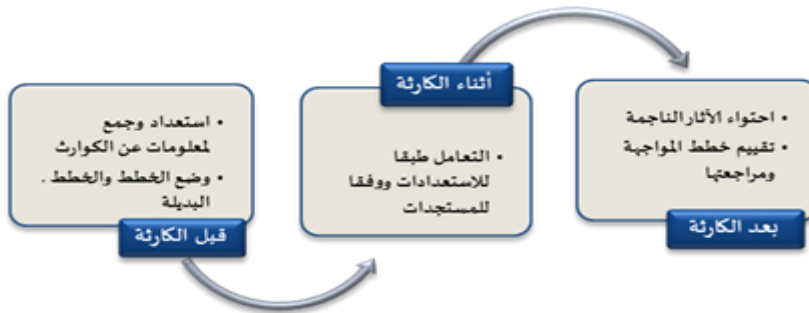 • استعداد وجمع
لمعلومات عن الكوارث
• وضع الخطط والخطط .
البديلة
قبل الكارثة
أثناء الكارثة
• التعامل طبقا
للاستعدادات ووفقا
للمستجدات
• احتواء الآثار الناجمة
• تقييم خطط المواجهة
ومراجعتها
بعد الكارثة